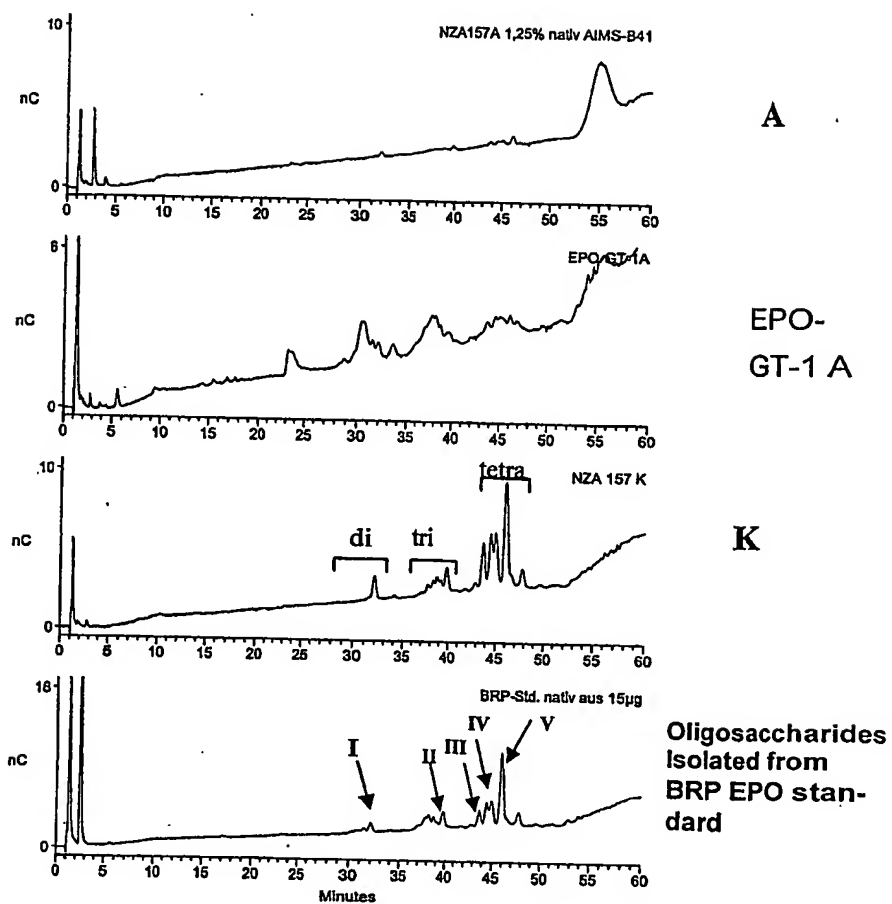 10
NZA157A 1,25% nativ AIMS-B41
nC
A
0
0 5 10 15 20 25 30 35 40 45 50 55 60
6
EPO GT-1A
nC
EPO-
GT-1 A
0
0 5 10 15 20 25 30 35 40 45 50 55 60
10
tetra
NZA 157 K
di tri
nC
K
0
0 5 10 15 20 25 30 35 40 45 50 55 60
16
BRP-Std. nativ aus 15µg
I II III IV V
nC
Oligosaccharides
Isolated from
BRP EPO stan-
dard
0
0 5 10 15 20 25 30 35 40 45 50 55 60
Minutes